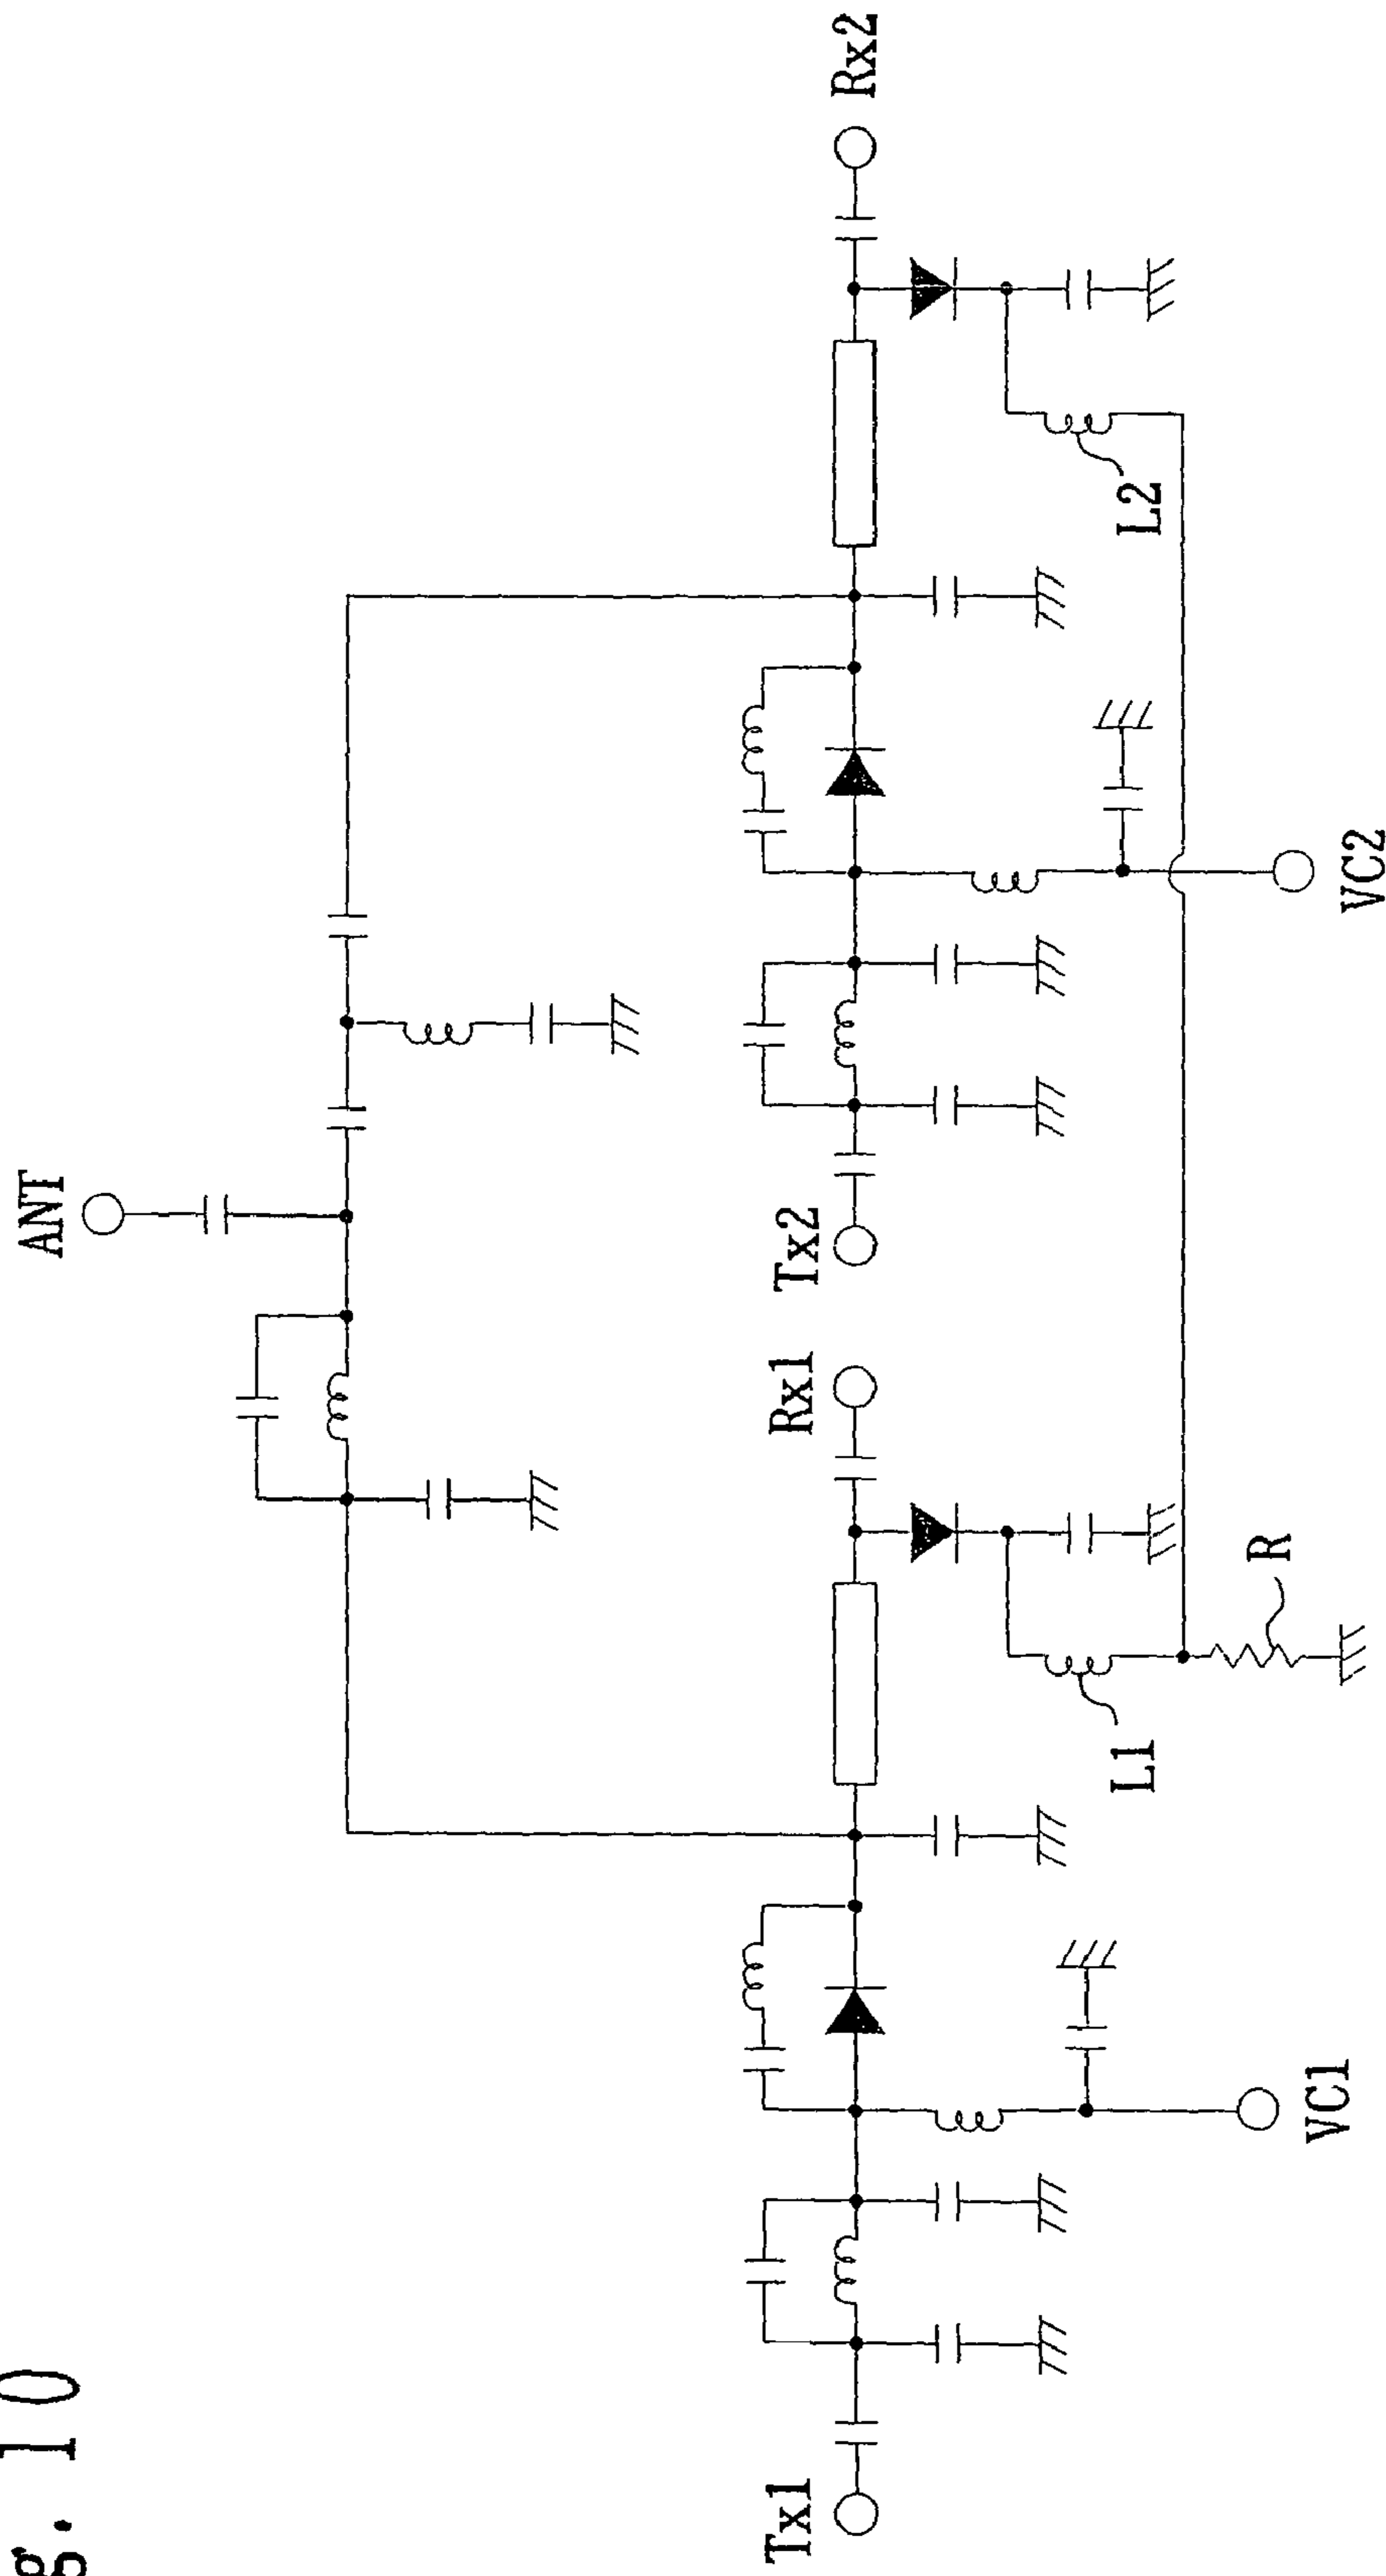 g. 10
ANT
Tx1
Rx1
Tx2
Rx2
L1
L2
R
VC1
VC2